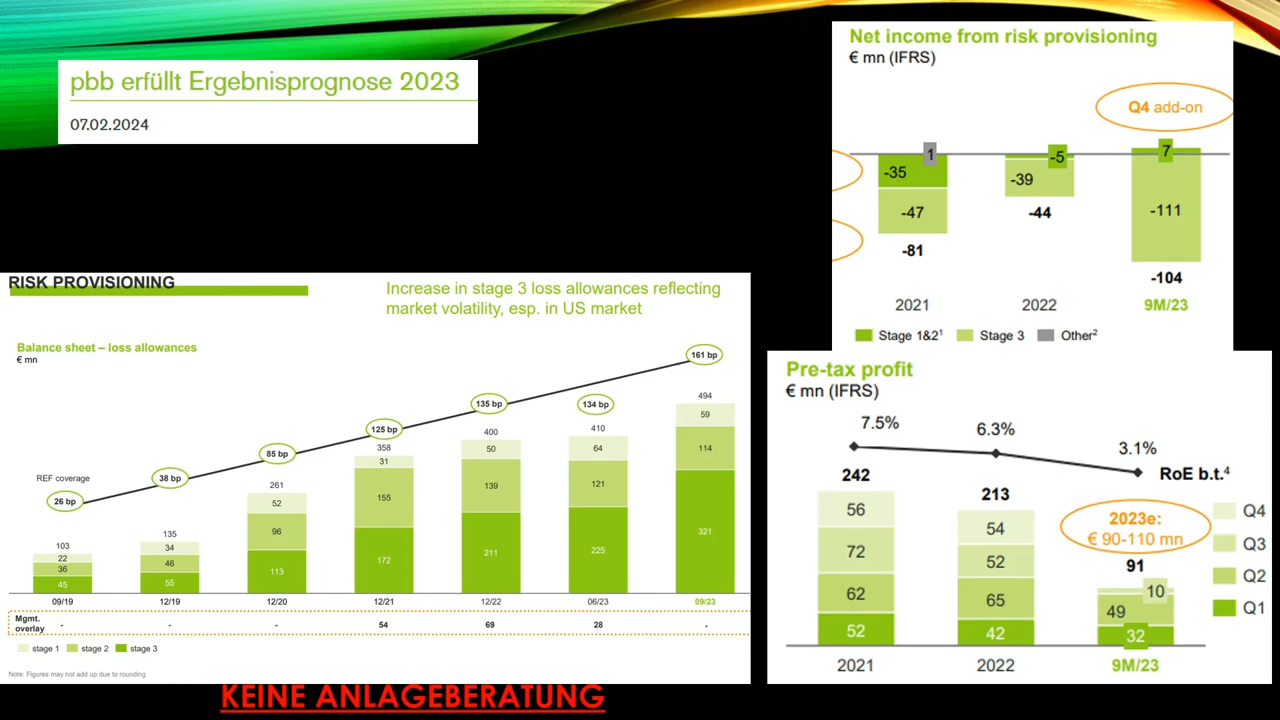 pbb erfüllt Ergebnisprognose 2023
07.02.2024
Net income from risk provisioning
€ mn (IFRS)
Q4 add-on
1
-5
7
-35
-39
-47
-44
-111
-81
-104
2021
2022
9M/23
Stage 1&2¹
Stage 3
Other²
RISK PROVISIONING
Increase in stage 3 loss allowances reflecting
market volatility, esp. in US market
Balance sheet – loss allowances
€ mn
REF coverage
26 bp
38 bp
85 bp
125 bp
135 bp
134 bp
161 bp
103
22
36
45
135
34
46
55
261
52
96
113
358
31
155
172
400
50
139
211
410
64
121
225
494
59
114
321
09/19
12/19
12/20
12/21
12/22
06/23
09/23
Mgmt.
overlay
-
-
-
54
69
28
-
stage 1
stage 2
stage 3
Note: Figures may not add up due to rounding
Pre-tax profit
€ mn (IFRS)
7.5%
6.3%
3.1%
RoE b.t.⁴
242
213
2023e:
€ 90-110 mn
91
56
72
62
52
54
52
65
42
10
49
32
Q4
Q3
Q2
Q1
2021
2022
9M/23
KEINE ANLAGEBERATUNG